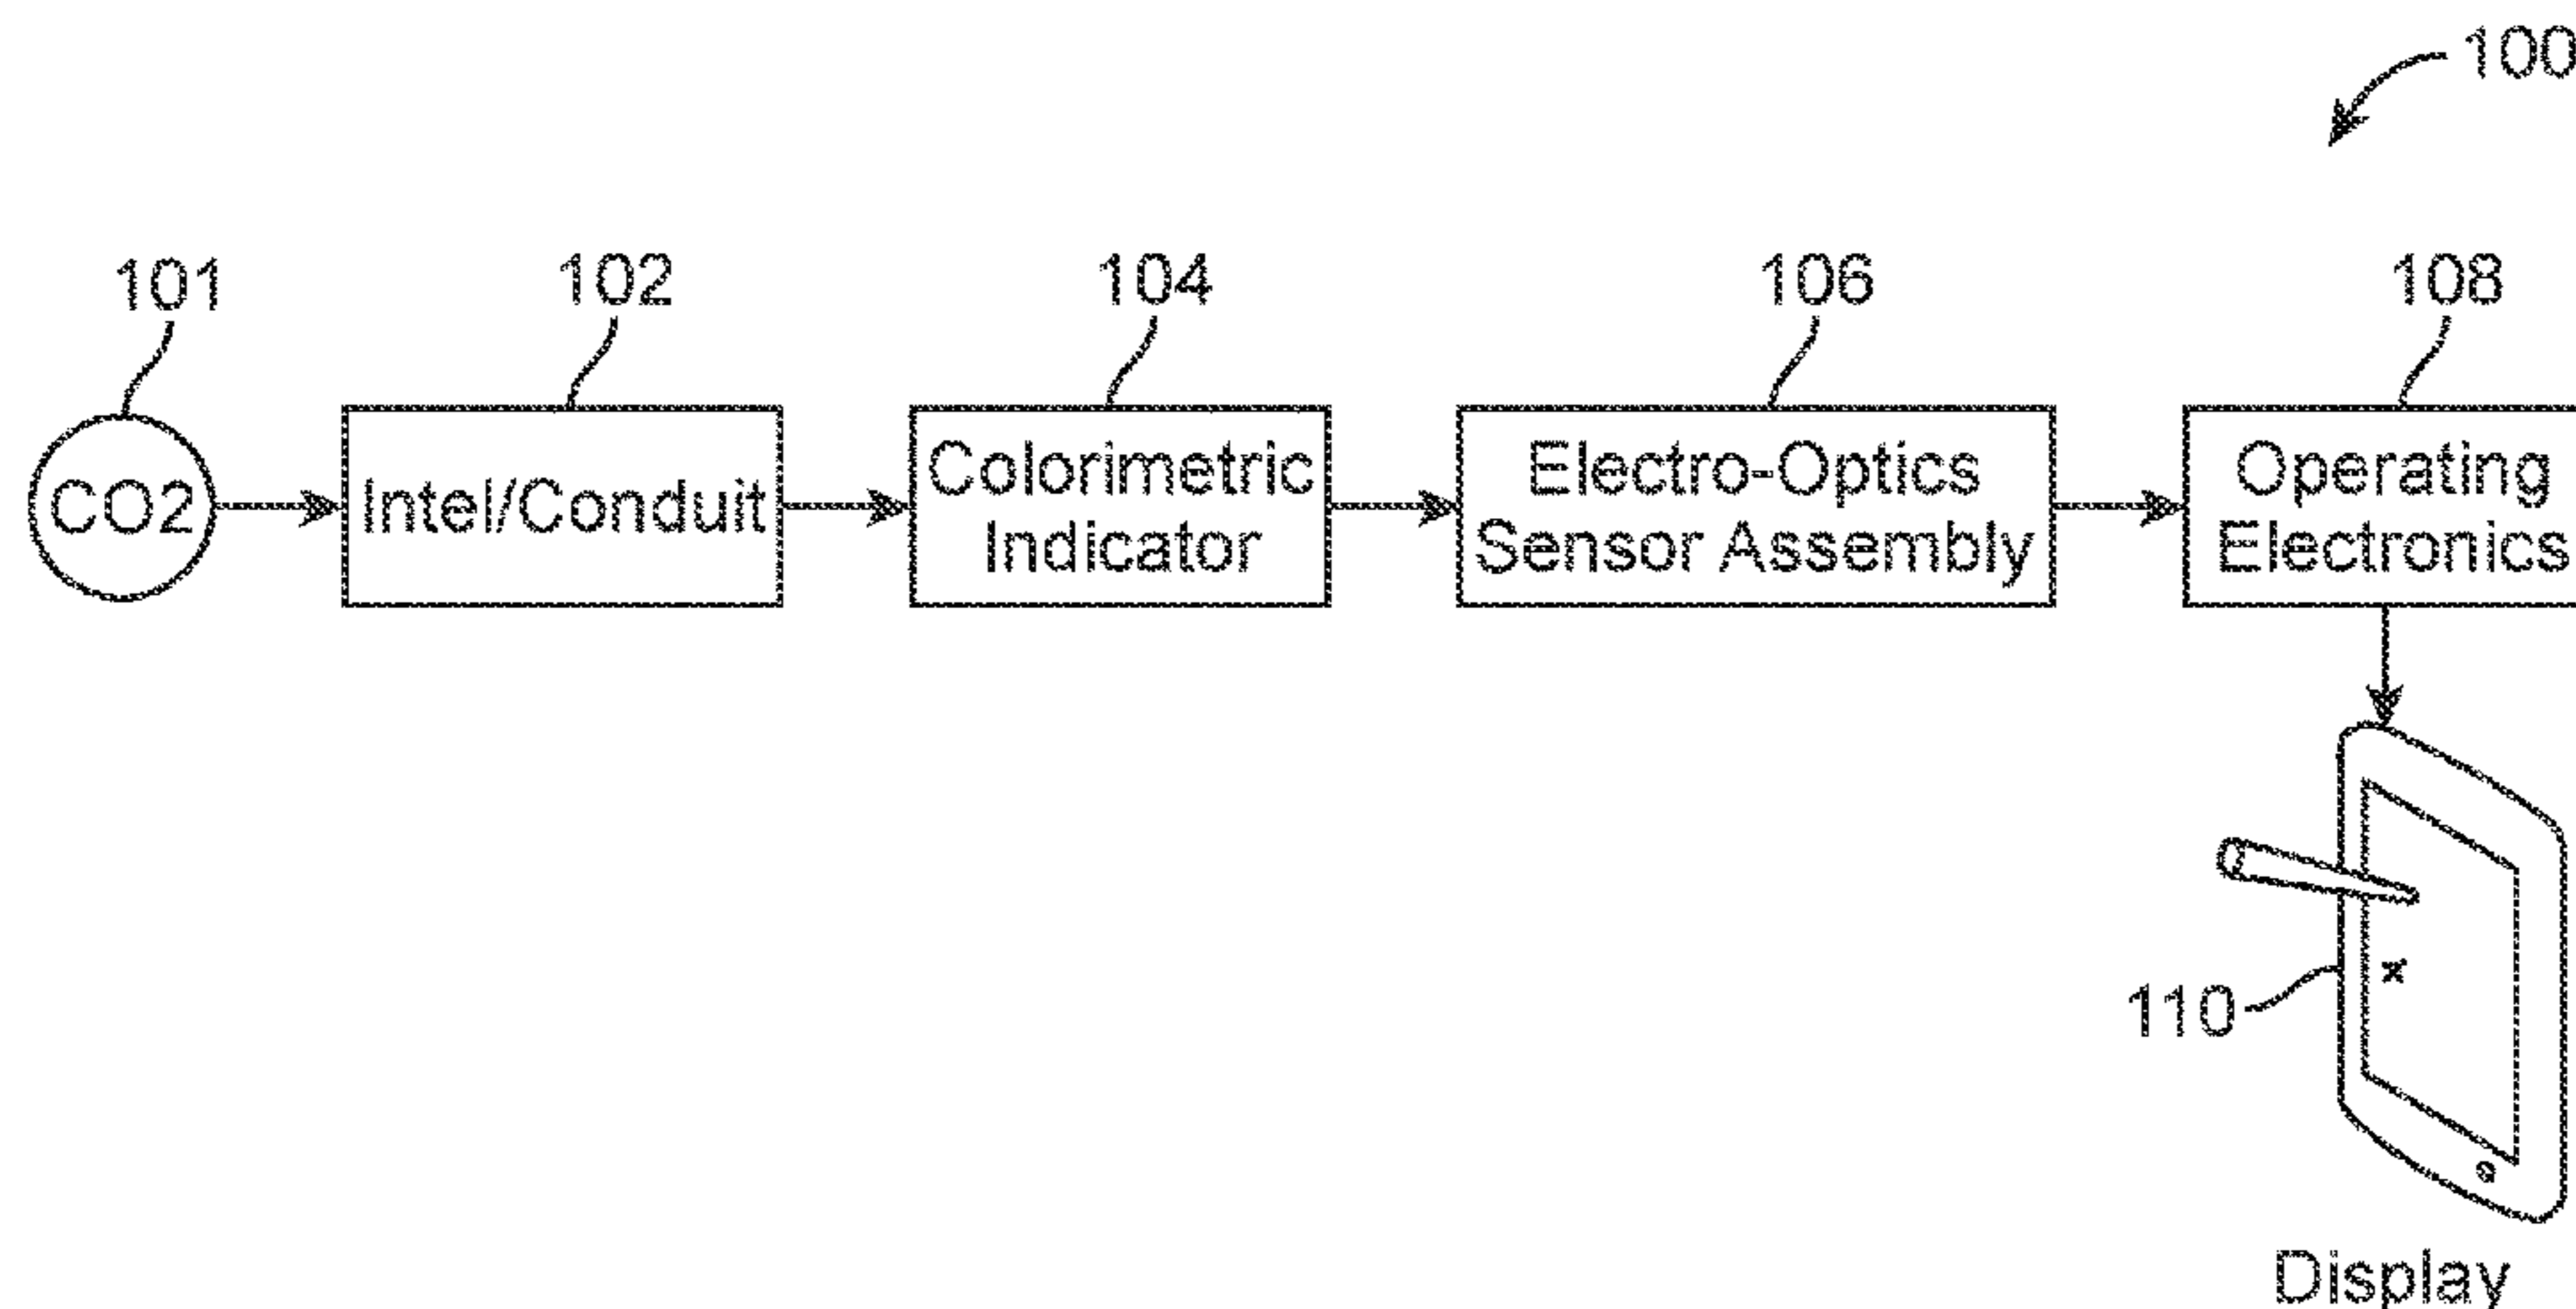 100
101
102
104
106
108
CO2
Intel/Conduit
Colorimetric
Indicator
Electro-Optics
Sensor Assembly
Operating
Electronics
110
Display